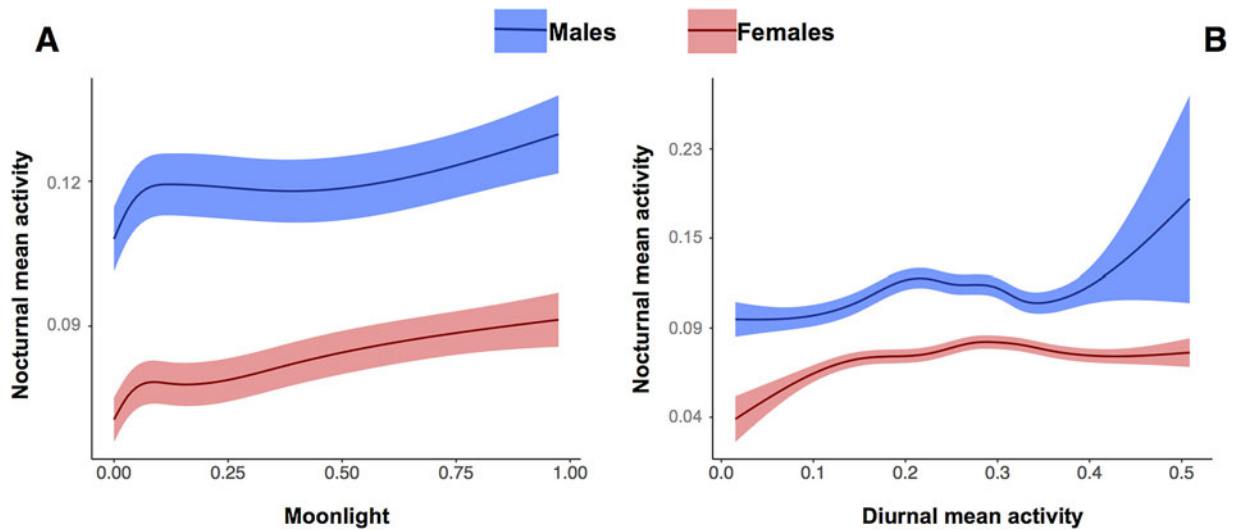 A
Males
Females
B
Nocturnal mean activity
0.12
0.09
0.00
0.25
0.50
0.75
1.00
Moonlight
Nocturnal mean activity
0.23
0.15
0.09
0.04
0.0
0.1
0.2
0.3
0.4
0.5
Diurnal mean activity